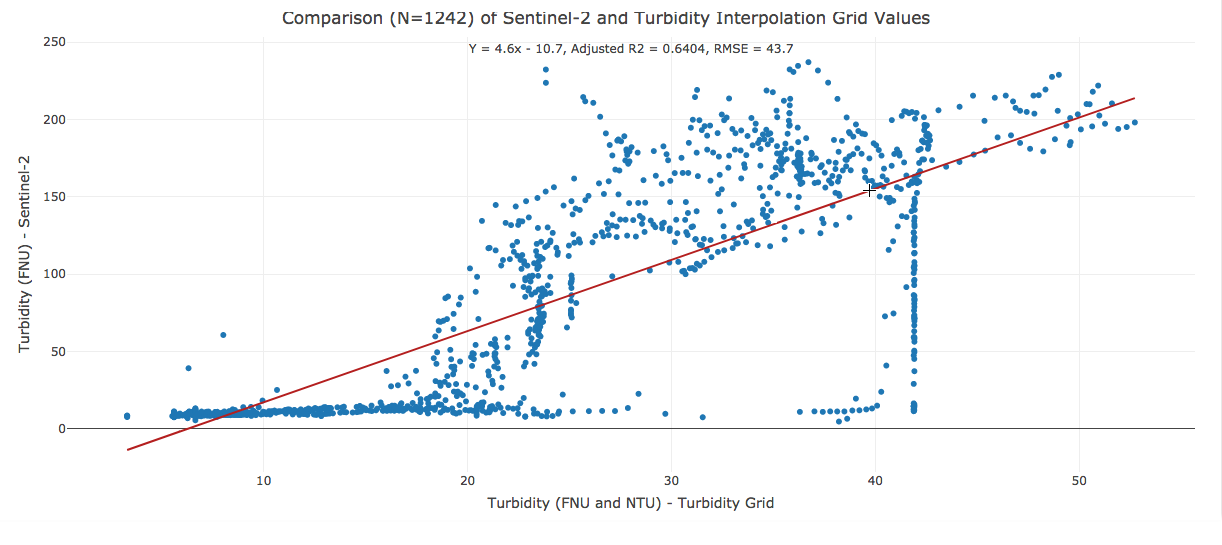 Comparison (N=1242) of Sentinel-2 and Turbidity Interpolation Grid Values
Y = 4.6x - 10.7, Adjusted R2 = 0.6404, RMSE = 43.7
250
200
150
100
50
0
Turbidity (FNU) - Sentinel-2
10
20
30
40
50
Turbidity (FNU and NTU) - Turbidity Grid